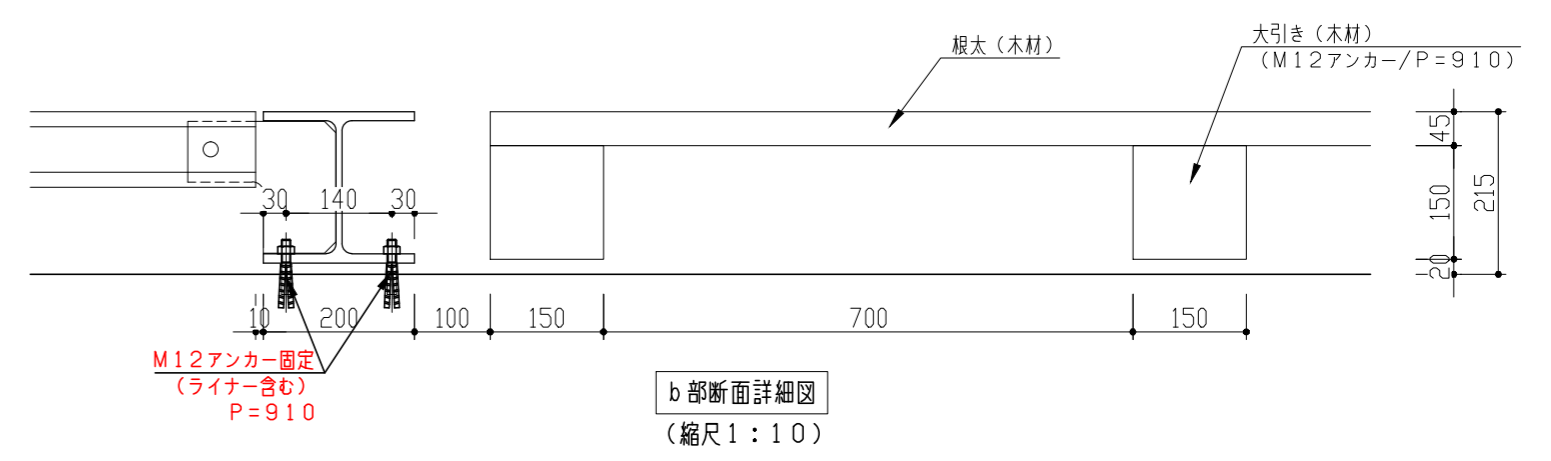 根太（木材）
大引き（木材）
（M12アンカー/P=910）
45
150
215
20
30
140
30
10
200
100
150
700
150
M12アンカー固定
（ライナー含む）
P=910
b部断面詳細図
（縮尺1：10）